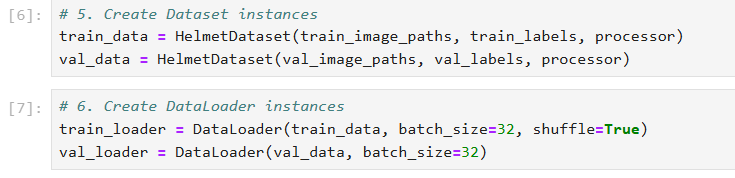 [6]: # 5. Create Dataset instances
train_data = HelmetDataset(train_image_paths, train_labels, processor)
val_data = HelmetDataset(val_image_paths, val_labels, processor)
[7]: # 6. Create DataLoader instances
train_loader = DataLoader(train_data, batch_size=32, shuffle=True)
val_loader = DataLoader(val_data, batch_size=32)